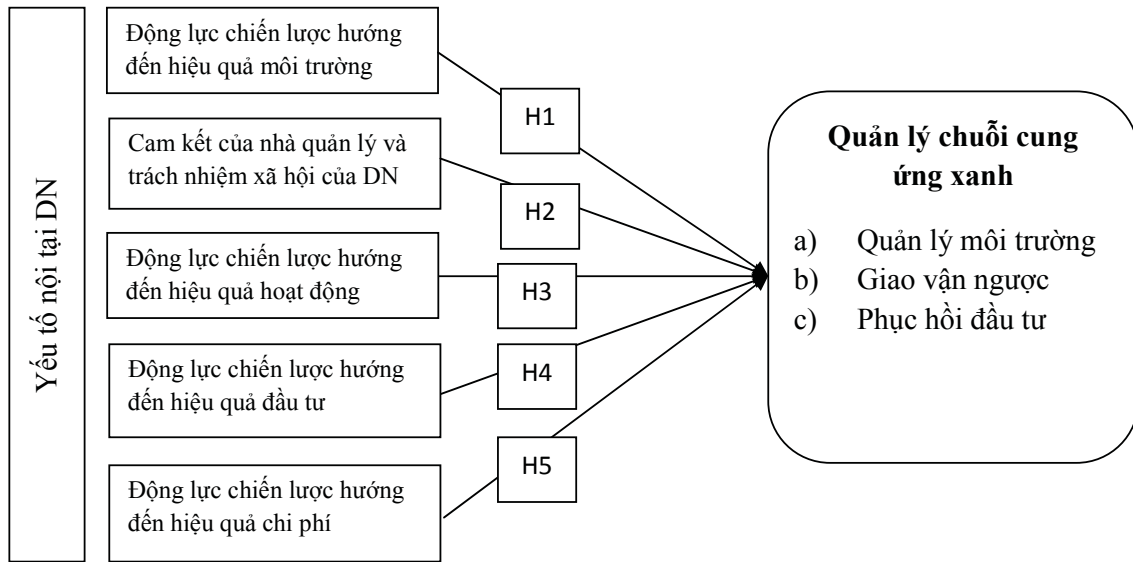 Yếu tố nội tại DN
Động lực chiến lược hướng
đến hiệu quả môi trường
Cam kết của nhà quản lý và
trách nhiệm xã hội của DN
Động lực chiến lược hướng
đến hiệu quả hoạt động
Động lực chiến lược hướng
đến hiệu quả đầu tư
Động lực chiến lược hướng
đến hiệu quả chi phí
H1
H2
H3
H4
H5
Quản lý chuỗi cung
ứng xanh
a) Quản lý môi trường
b) Giao vận ngược
c) Phục hồi đầu tư